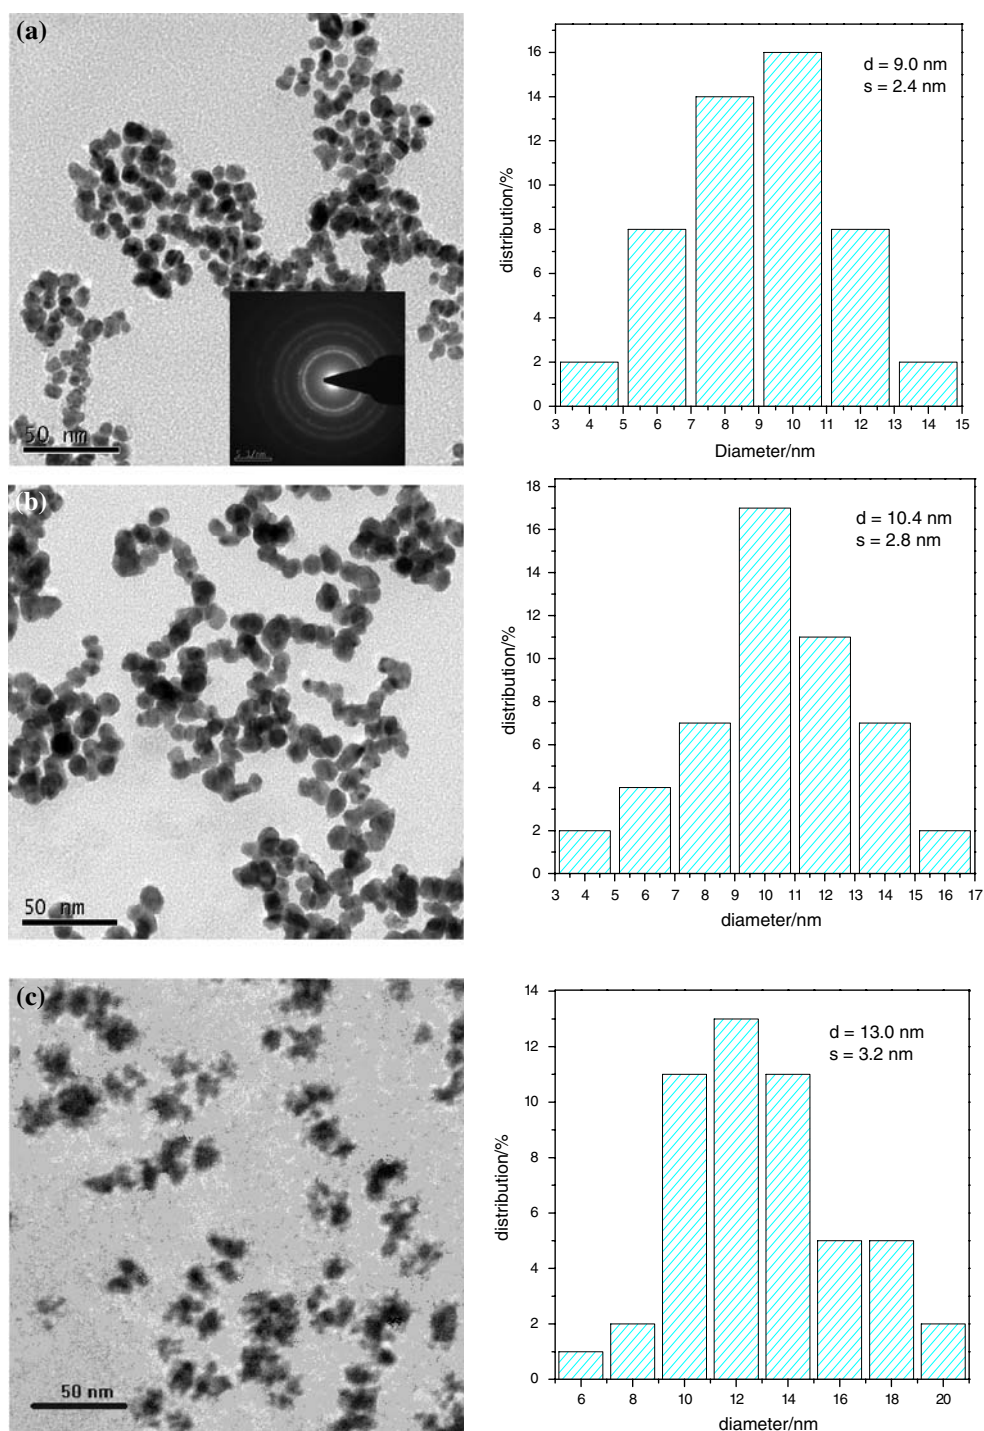 (a)
50 nm
5 1/nm
distribution/%
16
14
12
10
8
6
4
2
0
d = 9.0 nm
s = 2.4 nm
3 4 5 6 7 8 9 10 11 12 13 14 15
Diameter/nm
(b)
50 nm
distribution/%
18
16
14
12
10
8
6
4
2
0
d = 10.4 nm
s = 2.8 nm
3 4 5 6 7 8 9 10 11 12 13 14 15 16 17
diameter/nm
(c)
50 nm
distribution/%
14
12
10
8
6
4
2
0
d = 13.0 nm
s = 3.2 nm
6 8 10 12 14 16 18 20
diameter/nm